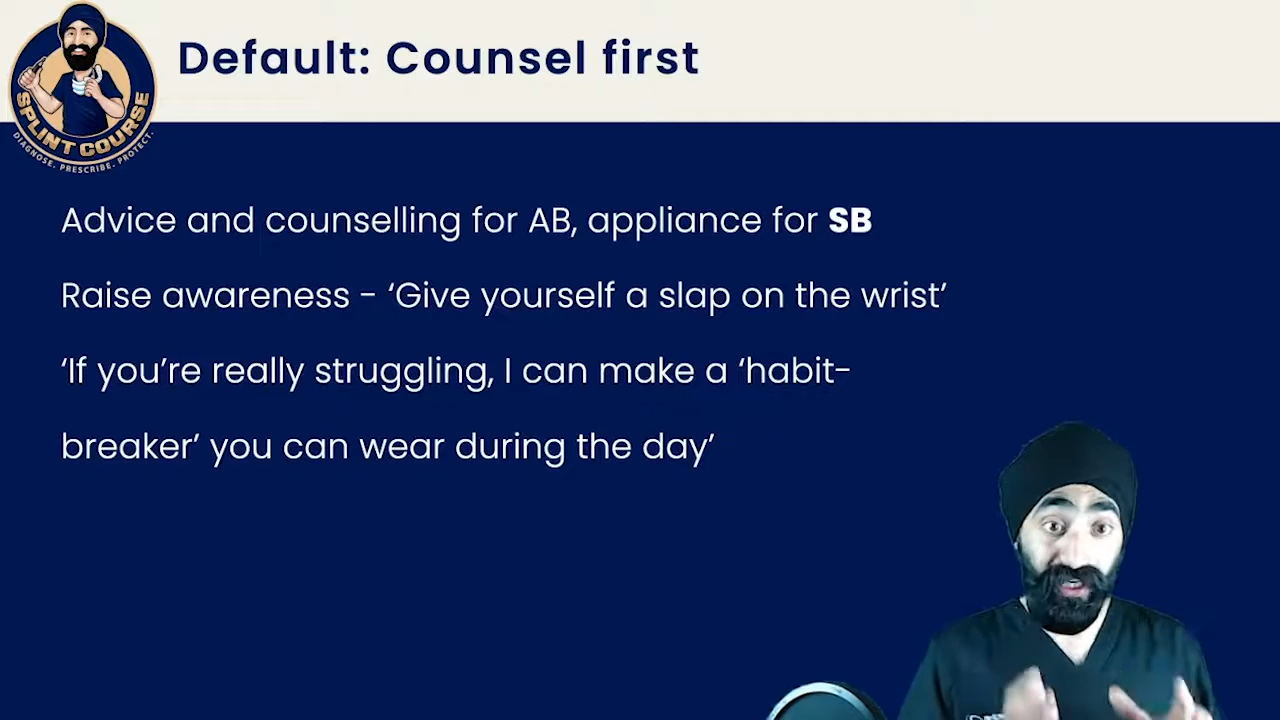 Default: Counsel first
SPLINT COURSE
DIAGNOSE. PRESCRIBE. PROTECT.
Advice and counselling for AB, appliance for SB
Raise awareness - ‘Give yourself a slap on the wrist’
‘If you’re really struggling, I can make a ‘habit-
breaker’ you can wear during the day’